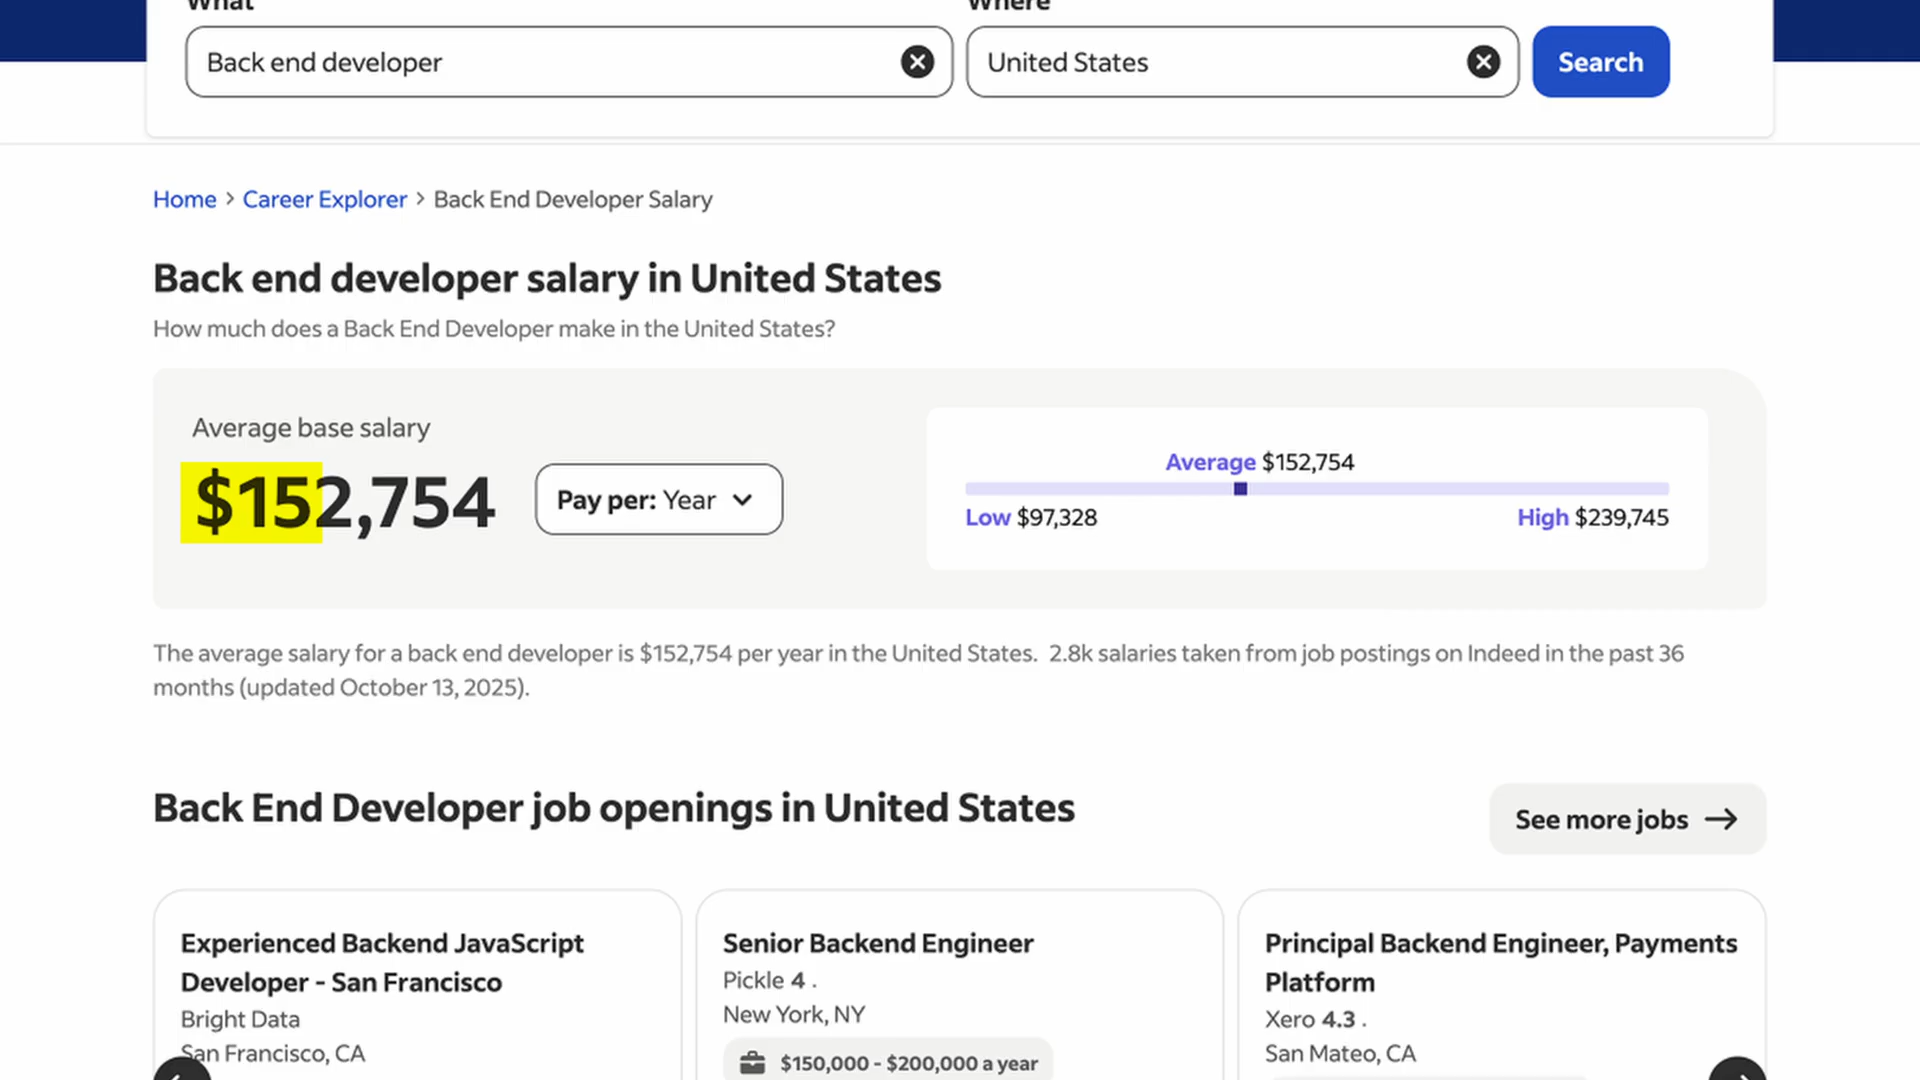 What
Where
Back end developer
United States
Search
Home > Career Explorer > Back End Developer Salary
Back end developer salary in United States
How much does a Back End Developer make in the United States?
Average base salary
$152,754
Pay per: Year
Average $152,754
Low $97,328
High $239,745
The average salary for a back end developer is $152,754 per year in the United States. 2.8k salaries taken from job postings on Indeed in the past 36
months (updated October 13, 2025).
Back End Developer job openings in United States
See more jobs
Experienced Backend JavaScript
Developer - San Francisco
Bright Data
San Francisco, CA
Senior Backend Engineer
Pickle 4 .
New York, NY
$150,000 - $200,000 a year
Principal Backend Engineer, Payments
Platform
Xero 4.3 .
San Mateo, CA